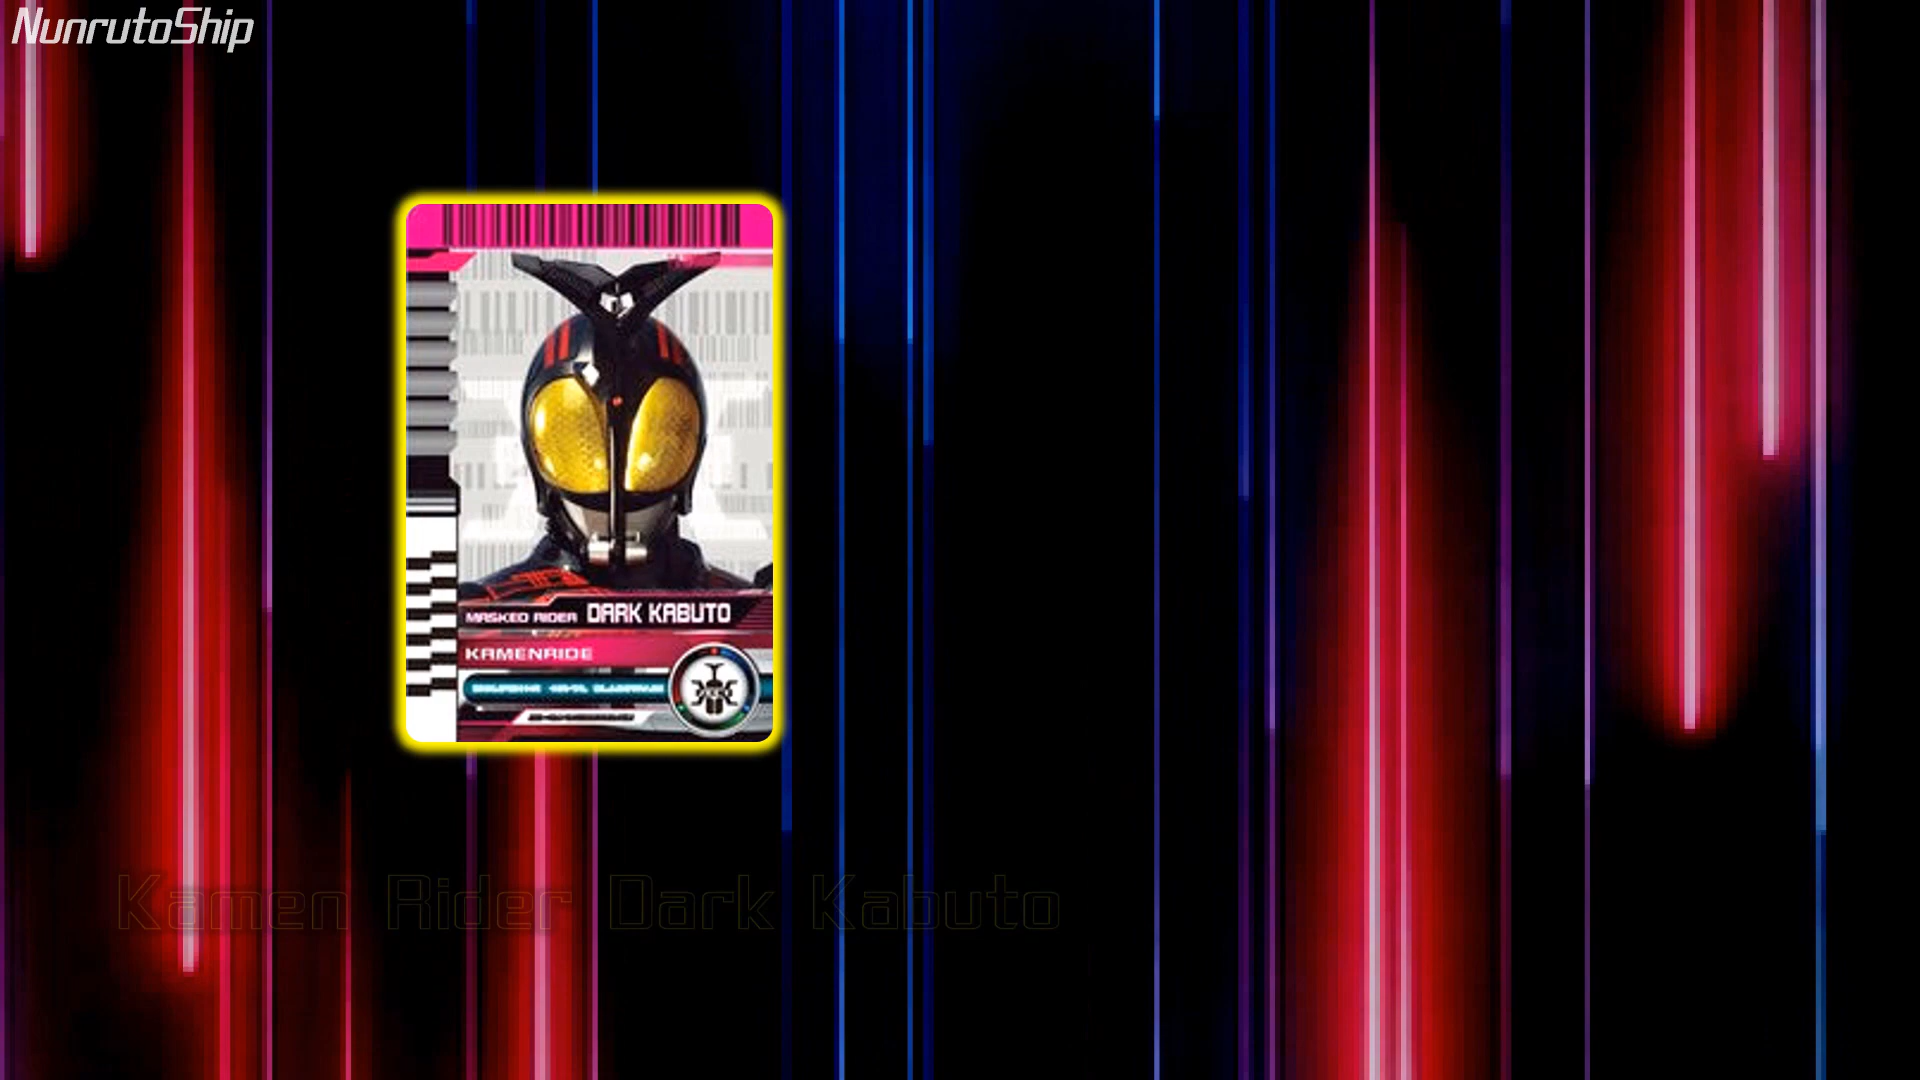 NunrutoShip
MASKED RIDER DARK KABUTO
KAMENRIDE
Kamen Rider Dark Kabuto